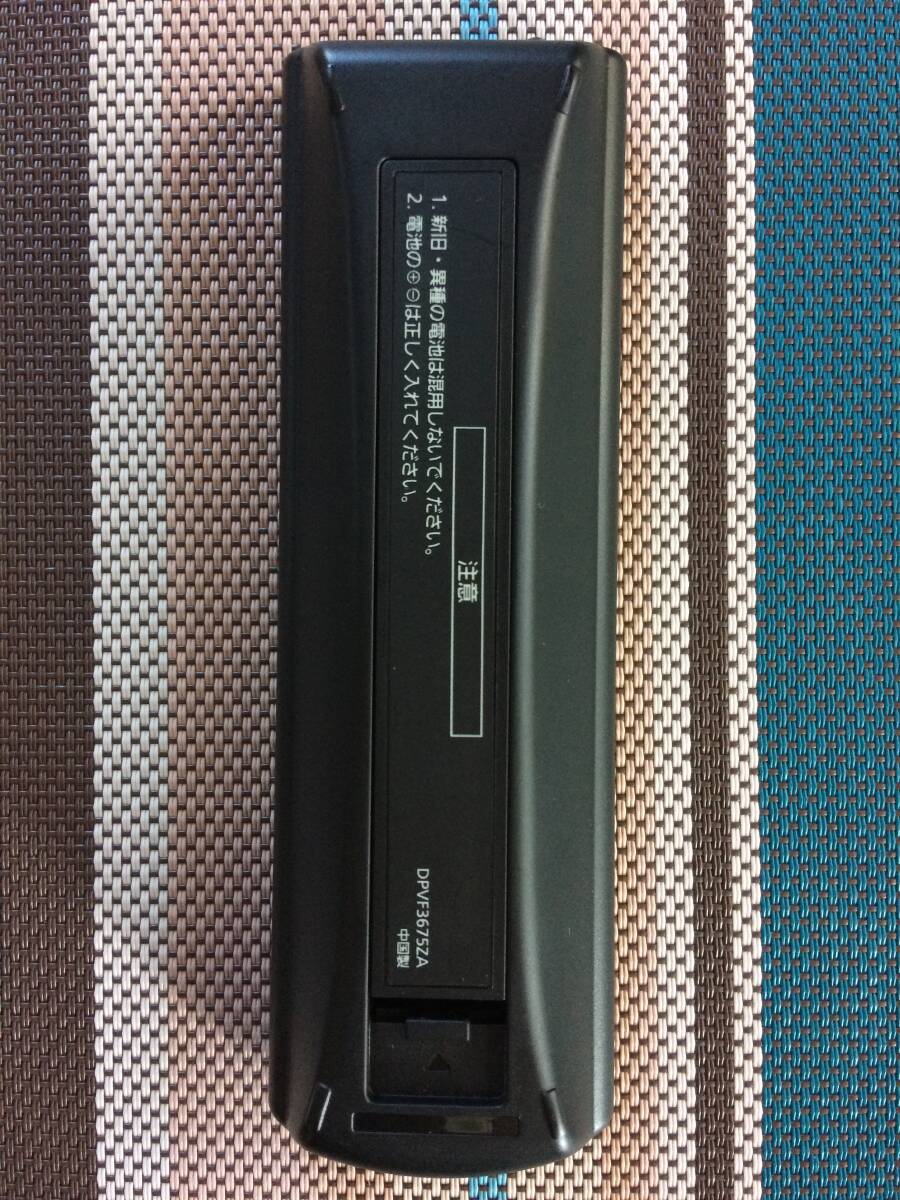 注意
1. 新旧・異種の電池は混用しないでください。
2. 電池の⊕⊖は正しく入れてください。
DPVF3675ZA
中国製